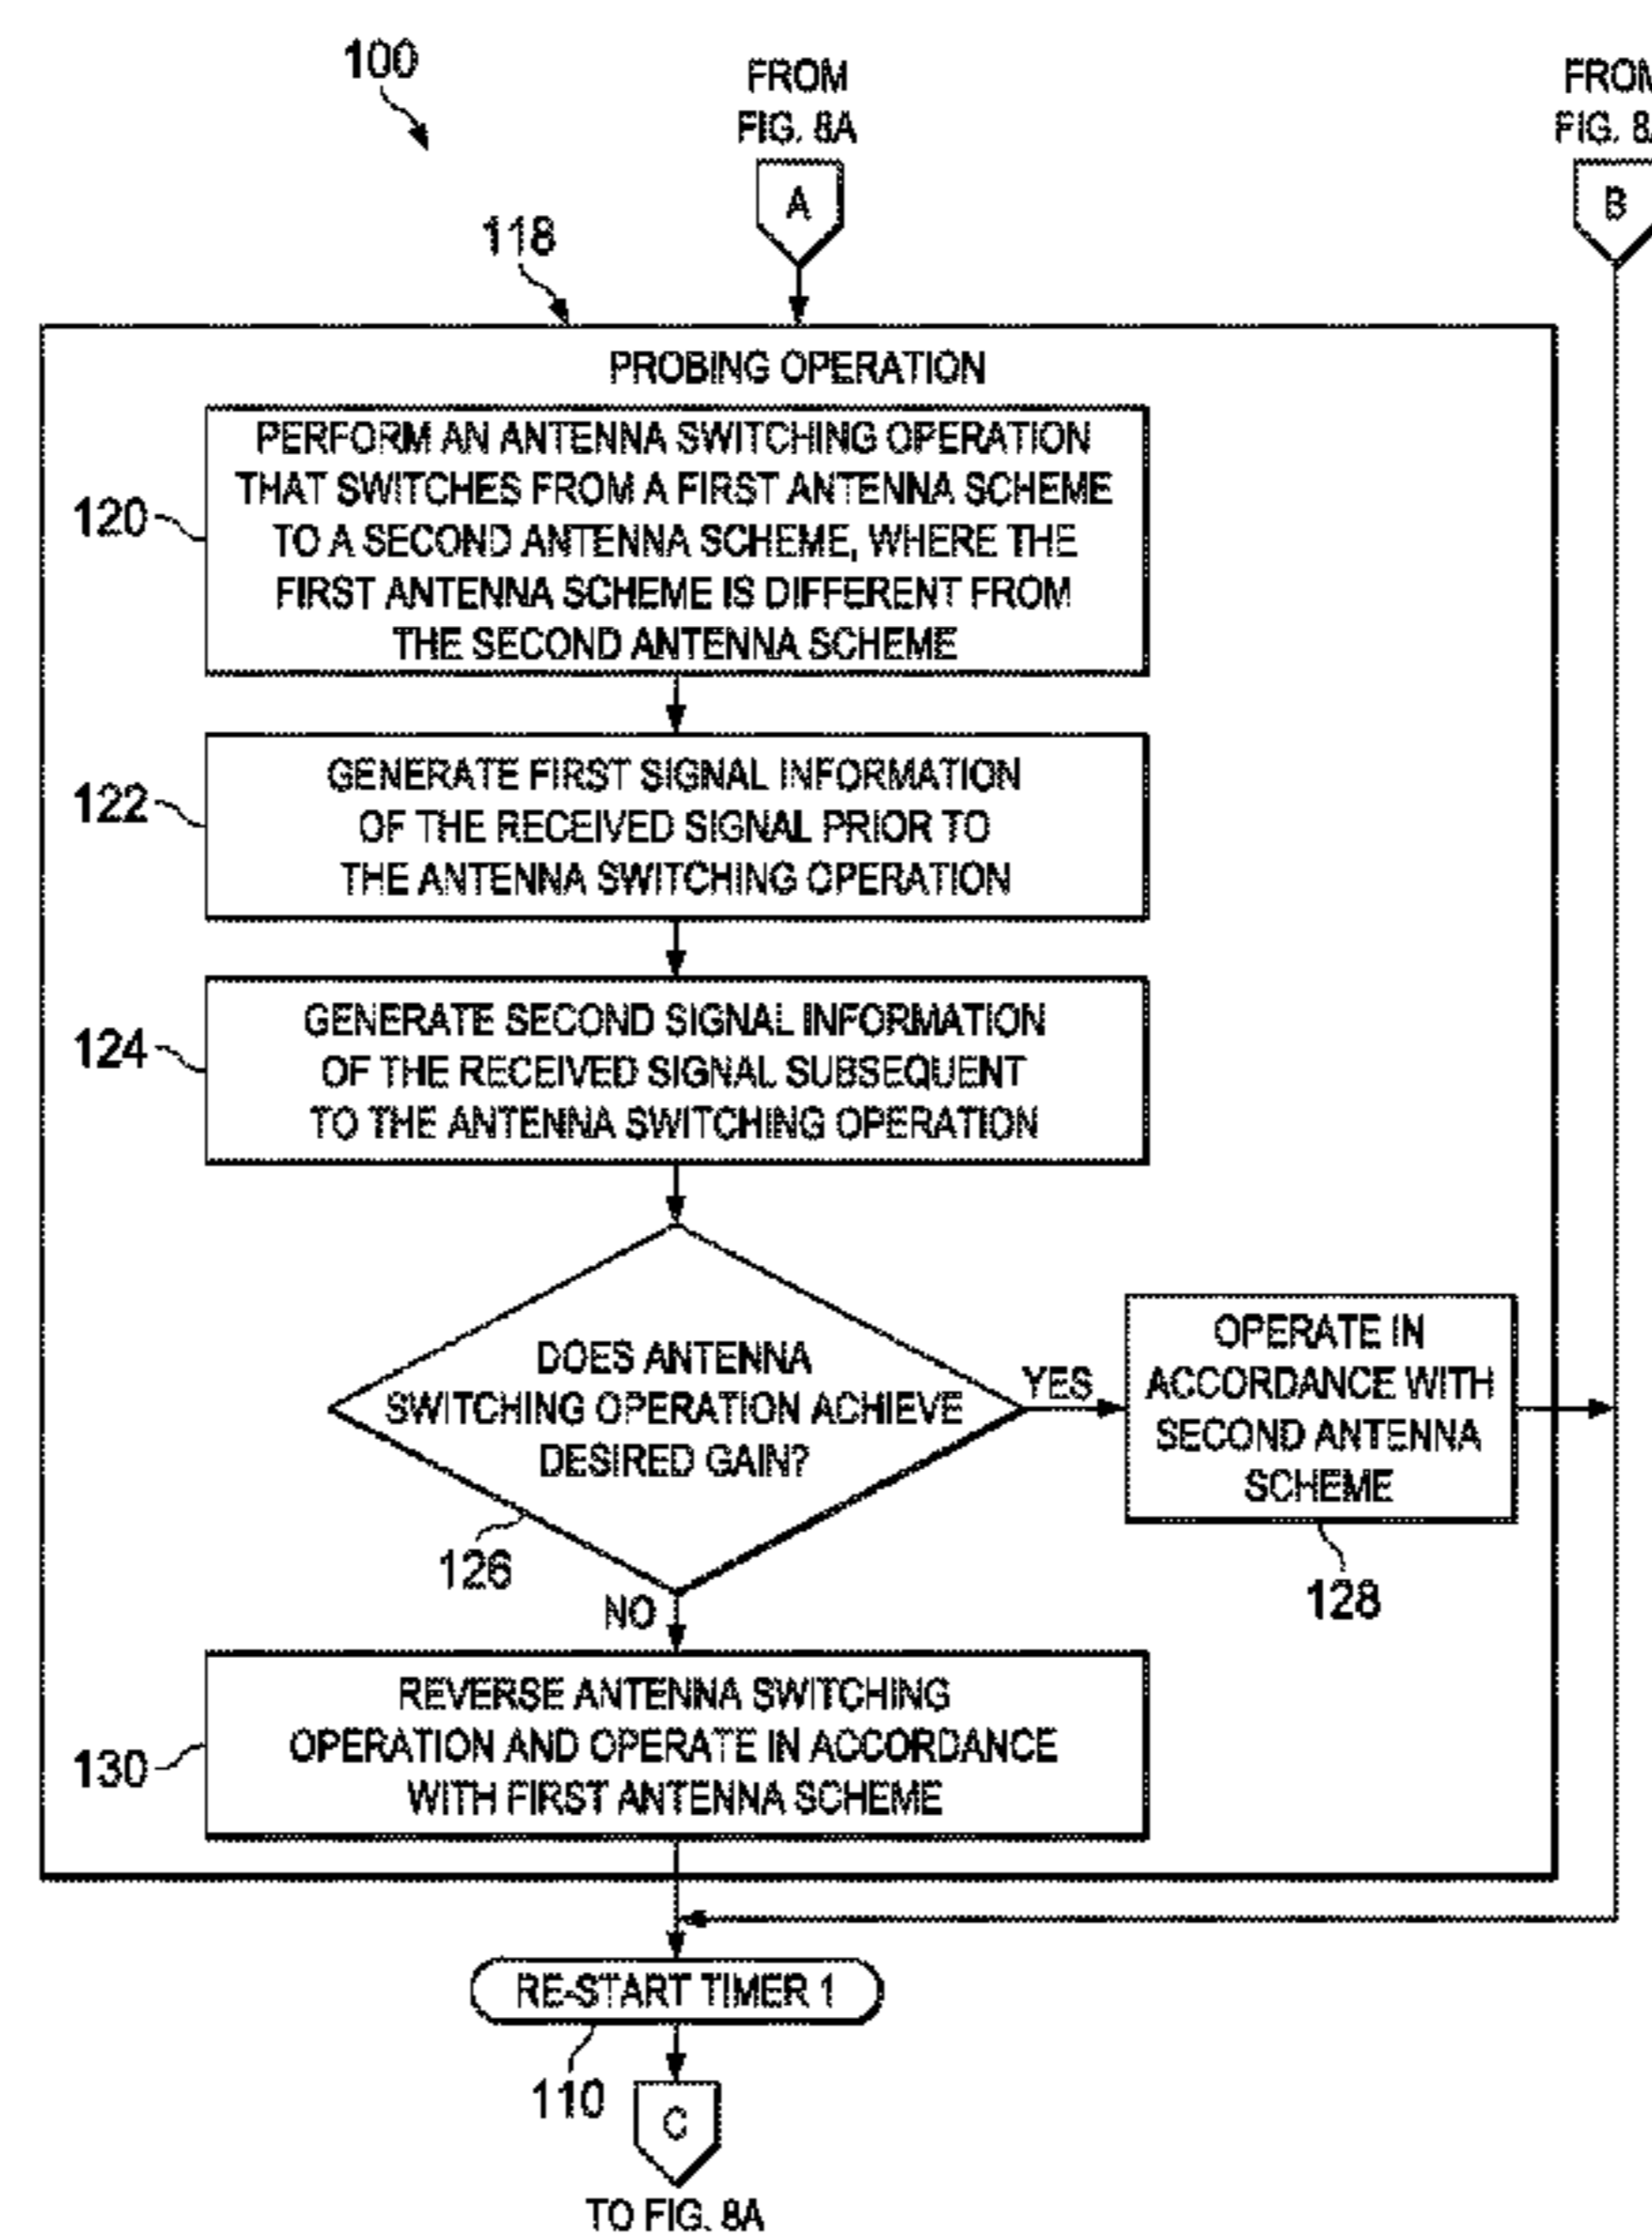 100
FROM
FIG. 8A
A
FROM
FIG. 8A
B
118
PROBING OPERATION
120
PERFORM AN ANTENNA SWITCHING OPERATION
THAT SWITCHES FROM A FIRST ANTENNA SCHEME
TO A SECOND ANTENNA SCHEME, WHERE THE
FIRST ANTENNA SCHEME IS DIFFERENT FROM
THE SECOND ANTENNA SCHEME
122
GENERATE FIRST SIGNAL INFORMATION
OF THE RECEIVED SIGNAL PRIOR TO
THE ANTENNA SWITCHING OPERATION
124
GENERATE SECOND SIGNAL INFORMATION
OF THE RECEIVED SIGNAL SUBSEQUENT
TO THE ANTENNA SWITCHING OPERATION
DOES ANTENNA
SWITCHING OPERATION ACHIEVE
DESIRED GAIN?
126
YES
OPERATE IN
ACCORDANCE WITH
SECOND ANTENNA
SCHEME
128
NO
130
REVERSE ANTENNA SWITCHING
OPERATION AND OPERATE IN ACCORDANCE
WITH FIRST ANTENNA SCHEME
RE-START TIMER 1
110
C
TO FIG. 8A